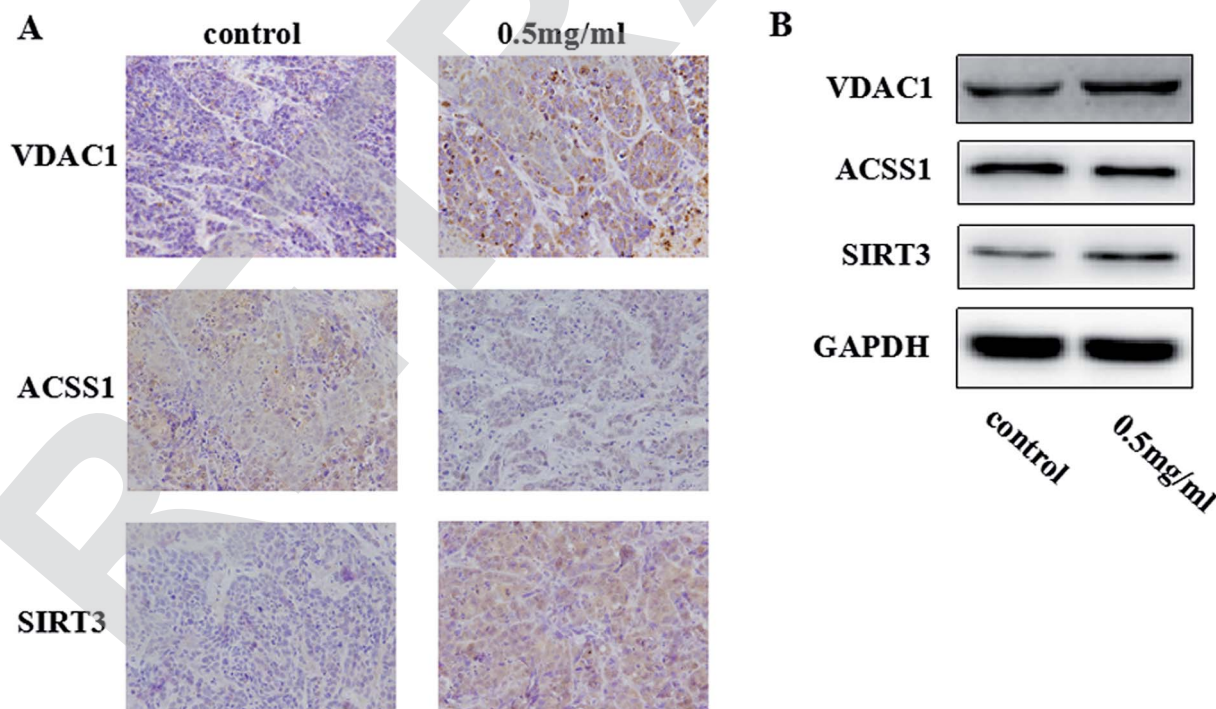 A
control
0.5mg/ml
VDAC1
ACSS1
SIRT3
B
VDAC1
ACSS1
SIRT3
GAPDH
control
0.5mg/ml